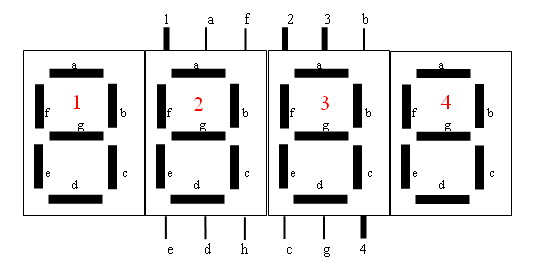 1 a f 2 3 b
a a a a
f 1 b f 2 b f 3 b f 4 b
g g g g
e c e c e c e c
d d d d
e d h c g 4